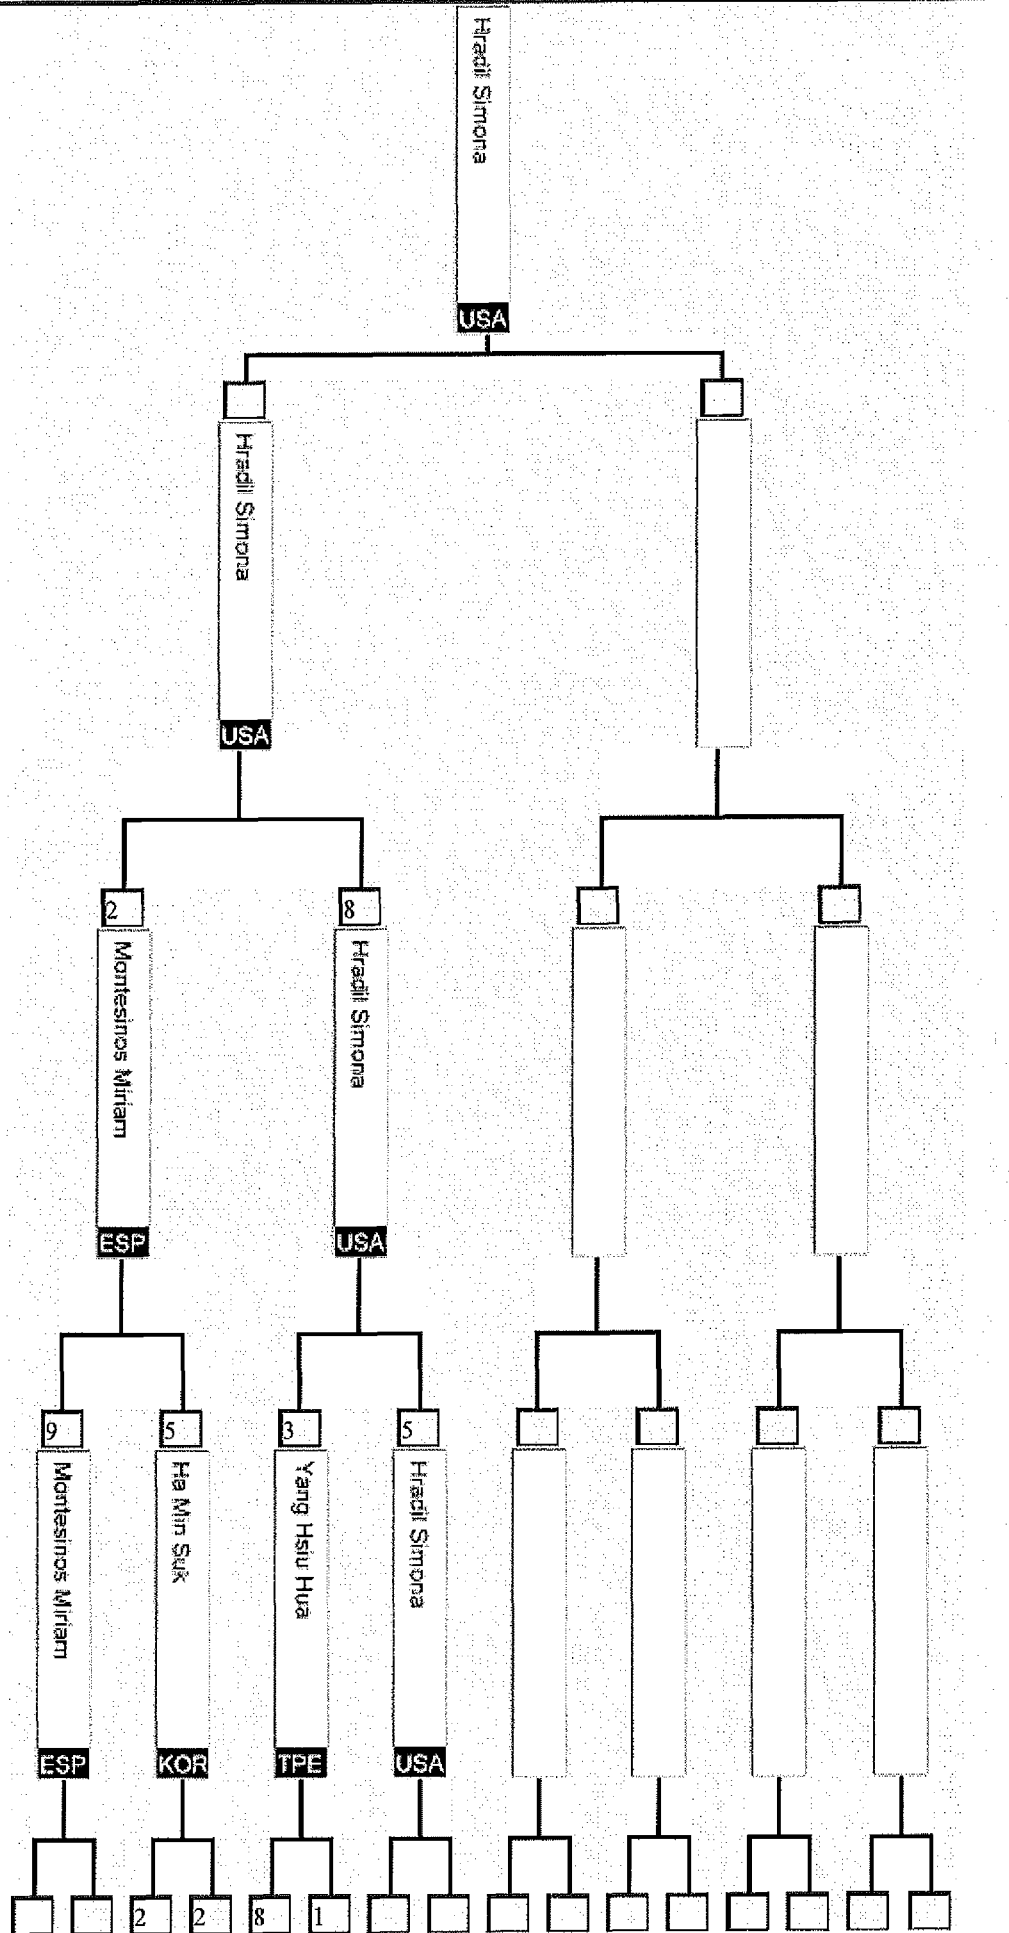 Hradil Simona
USA
Hradil Simona
USA
2
Montesinos Miriam
ESP
8
Hradil Simona
USA
9
Montesinos Miriam
ESP
5
Ha Min Suk
KOR
3
Yang Hsiu Hua
TPE
5
Hradil Simona
USA
2
2
8
1